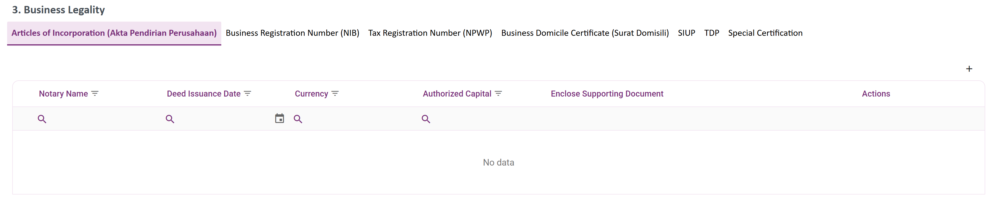 3. Business Legality
Articles of Incorporation (Akta Pendirian Perusahaan) Business Registration Number (NIB) Tax Registration Number (NPWP) Business Domicile Certificate (Surat Domisili) SIUP TDP Special Certification
+
Notary Name Deed Issuance Date Currency Authorized Capital Enclose Supporting Document Actions
No data